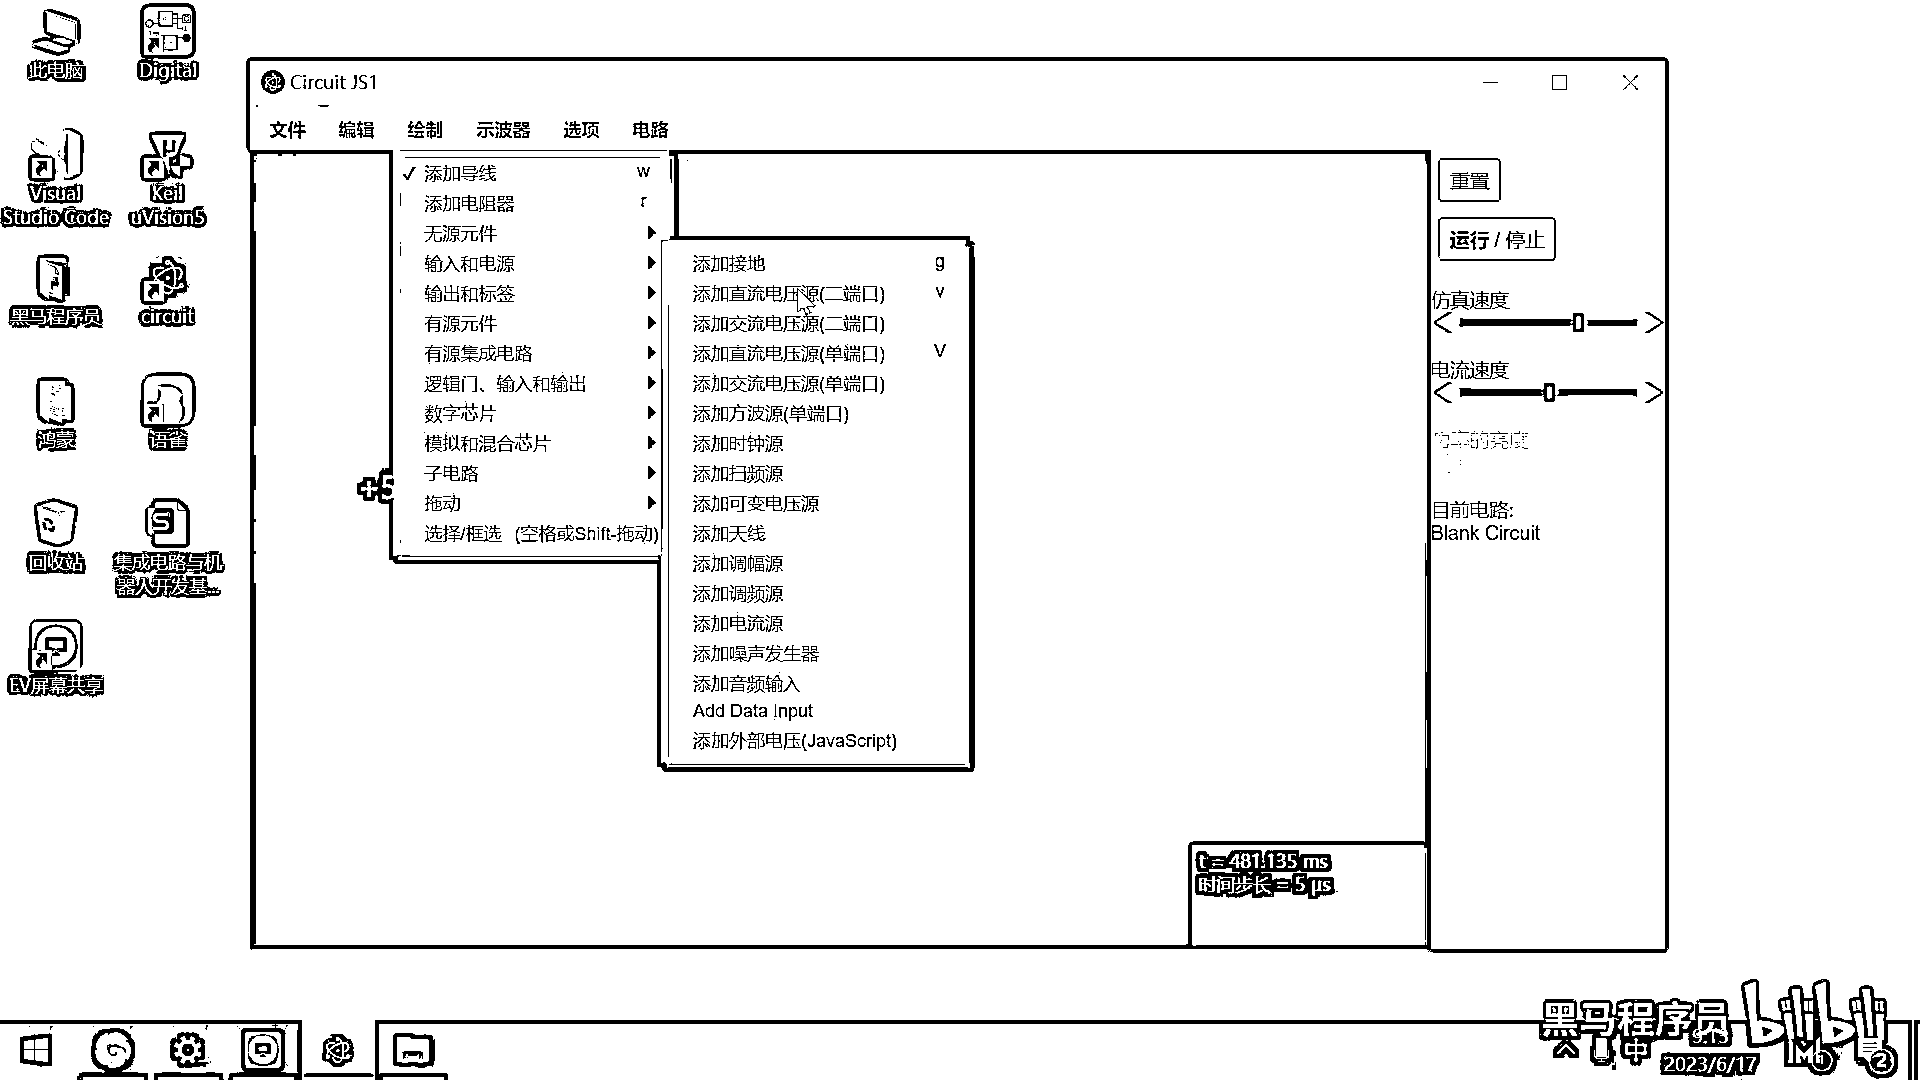 此电脑
Digital
Visual
Studio Code
Keil
uVision5
黑马程序员
circuit
鸿蒙
语雀
回收站
集成电路与机
器人开发基...
EV屏幕共享
Circuit JS1
文件 编辑 绘制 示波器 选项 电路
✓ 添加导线 w
添加电阻器 r
无源元件
输入和电源
输出和标签
有源元件
有源集成电路
逻辑门、输入和输出
数字芯片
模拟和混合芯片
子电路
拖动
选择/框选 (空格或Shift-拖动)
添加接地 g
添加直流电压源(二端口) v
添加交流电压源(二端口)
添加直流电压源(单端口) V
添加交流电压源(单端口)
添加方波源(单端口)
添加时钟源
添加扫频源
添加可变电压源
添加天线
添加调幅源
添加调频源
添加电流源
添加噪声发生器
添加音频输入
Add Data Input
添加外部电压(JavaScript)
+5
重置
运行 / 停止
仿真速度
电流速度
功率的亮度
目前电路:
Blank Circuit
t = 481.135 ms
时间步长 = 5 µs
黑马程序员
bilibili
中
2023/6/17